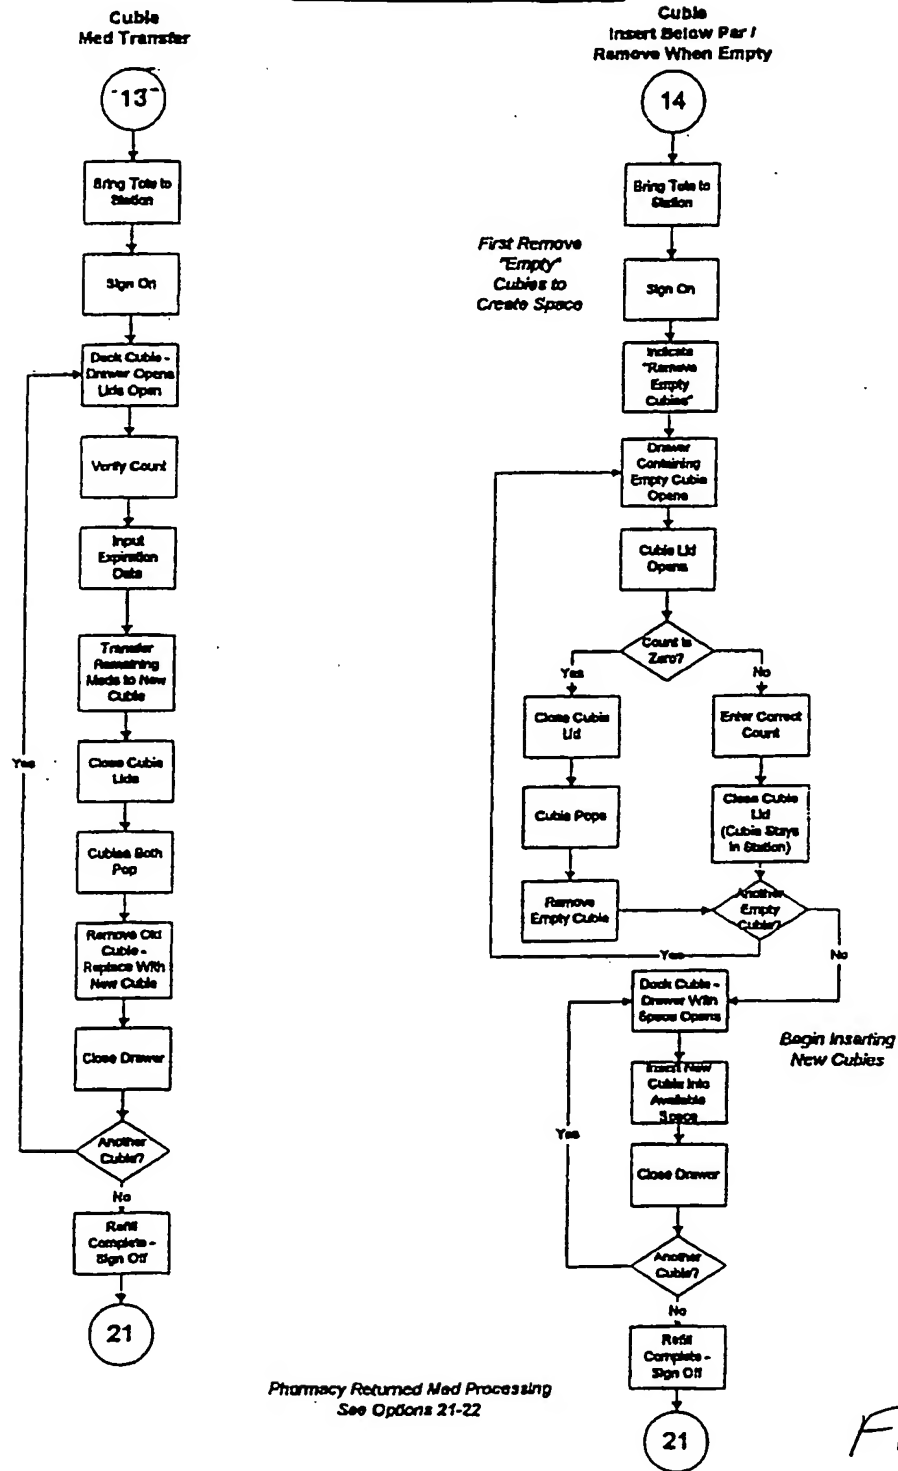 Cubie
Med Transfer
13
Bring Tote to
Station
Sign On
Dock Cubie -
Drawer Opens
Lids Open
Verify Count
Input
Expiration
Date
Transfer
Remaining
Meds to New
Cubie
Close Cubie
Lids
Cubies Both
Pop
Remove Old
Cubie -
Replace With
New Cubie
Close Drawer
Another
Cubie?
Yes
No
Refill
Complete -
Sign Off
21
Cubie
Insert Below Par /
Remove When Empty
14
Bring Tote to
Station
First Remove
"Empty"
Cubies to
Create Space
Sign On
Indicate
"Remove
Empty
Cubies"
Drawer
Containing
Empty Cubie
Opens
Cubie Lid
Opens
Count is
Zero?
Yes
No
Close Cubie
Lid
Enter Correct
Count
Cubie Pops
Close Cubie
Lid
(Cubie Stays
in Station)
Remove
Empty Cubie
Another
Empty
Cubie?
Yes
No
Dock Cubie -
Drawer With
Space Opens
Begin Inserting
New Cubies
Insert New
Cubie Into
Available
Space
Yes
Close Drawer
Another
Cubie?
No
Refill
Complete -
Sign Off
21
Pharmacy Returned Med Processing
See Options 21-22